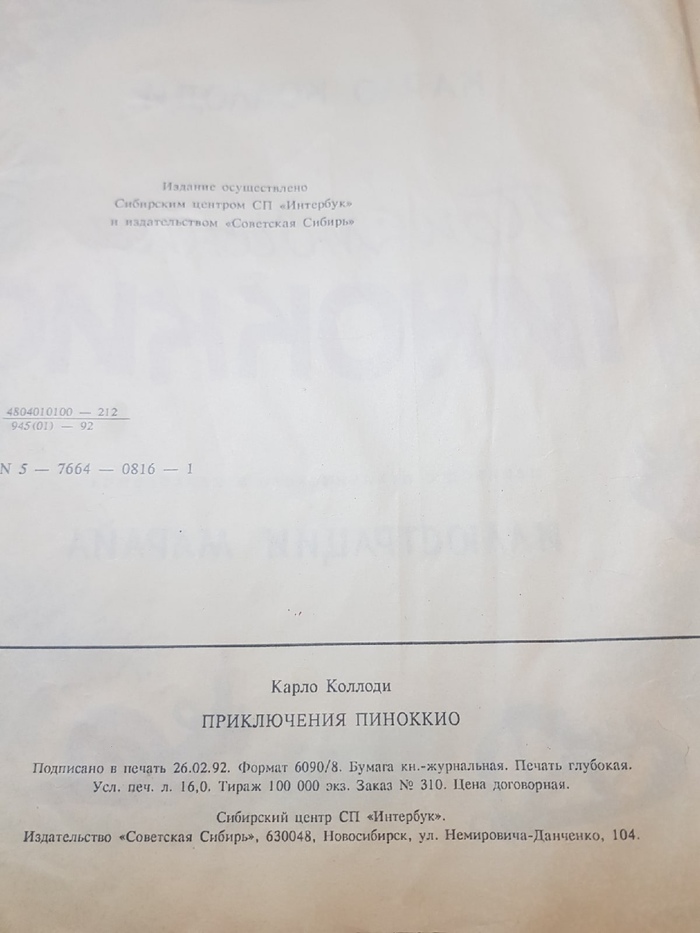 Издание осуществлено
Сибирским центром СП «Интербук»
и издательством «Советская Сибирь»
4804010100 — 212
945(01) — 92
N 5 — 7664 — 0816 — 1
Карло Коллоди
ПРИКЛЮЧЕНИЯ ПИНОККИО
Подписано в печать 26.02.92. Формат 6090/8. Бумага кн.-журнальная. Печать глубокая.
Усл. печ. л. 16,0. Тираж 100 000 экз. Заказ № 310. Цена договорная.
Сибирский центр СП «Интербук».
Издательство «Советская Сибирь», 630048, Новосибирск, ул. Немировича-Данченко, 104.